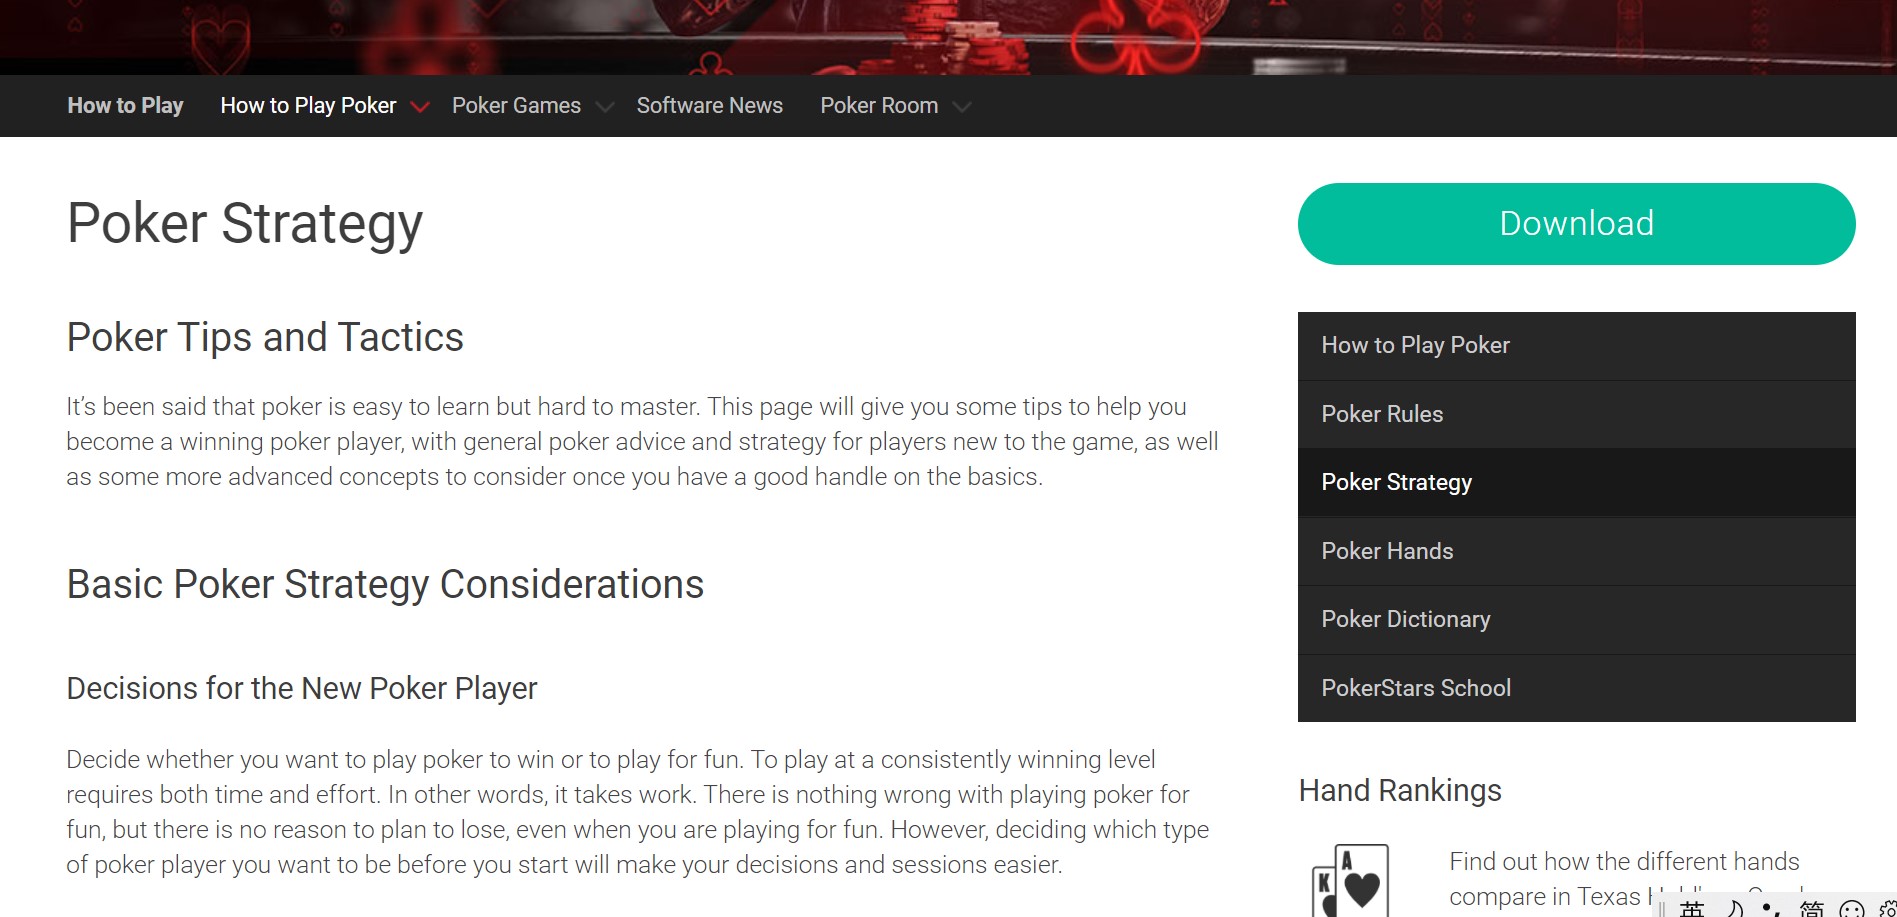 How to Play How to Play Poker Poker Games Software News Poker Room
Poker Strategy
Poker Tips and Tactics
It’s been said that poker is easy to learn but hard to master. This page will give you some tips to help you
become a winning poker player, with general poker advice and strategy for players new to the game, as well
as some more advanced concepts to consider once you have a good handle on the basics.
Basic Poker Strategy Considerations
Decisions for the New Poker Player
Decide whether you want to play poker to win or to play for fun. To play at a consistently winning level
requires both time and effort. In other words, it takes work. There is nothing wrong with playing poker for
fun, but there is no reason to plan to lose, even when you are playing for fun. However, deciding which type
of poker player you want to be before you start will make your decisions and sessions easier.
Download
How to Play Poker
Poker Rules
Poker Strategy
Poker Hands
Poker Dictionary
PokerStars School
Hand Rankings
A
K
Find out how the different hands
compare in Texas
英 简